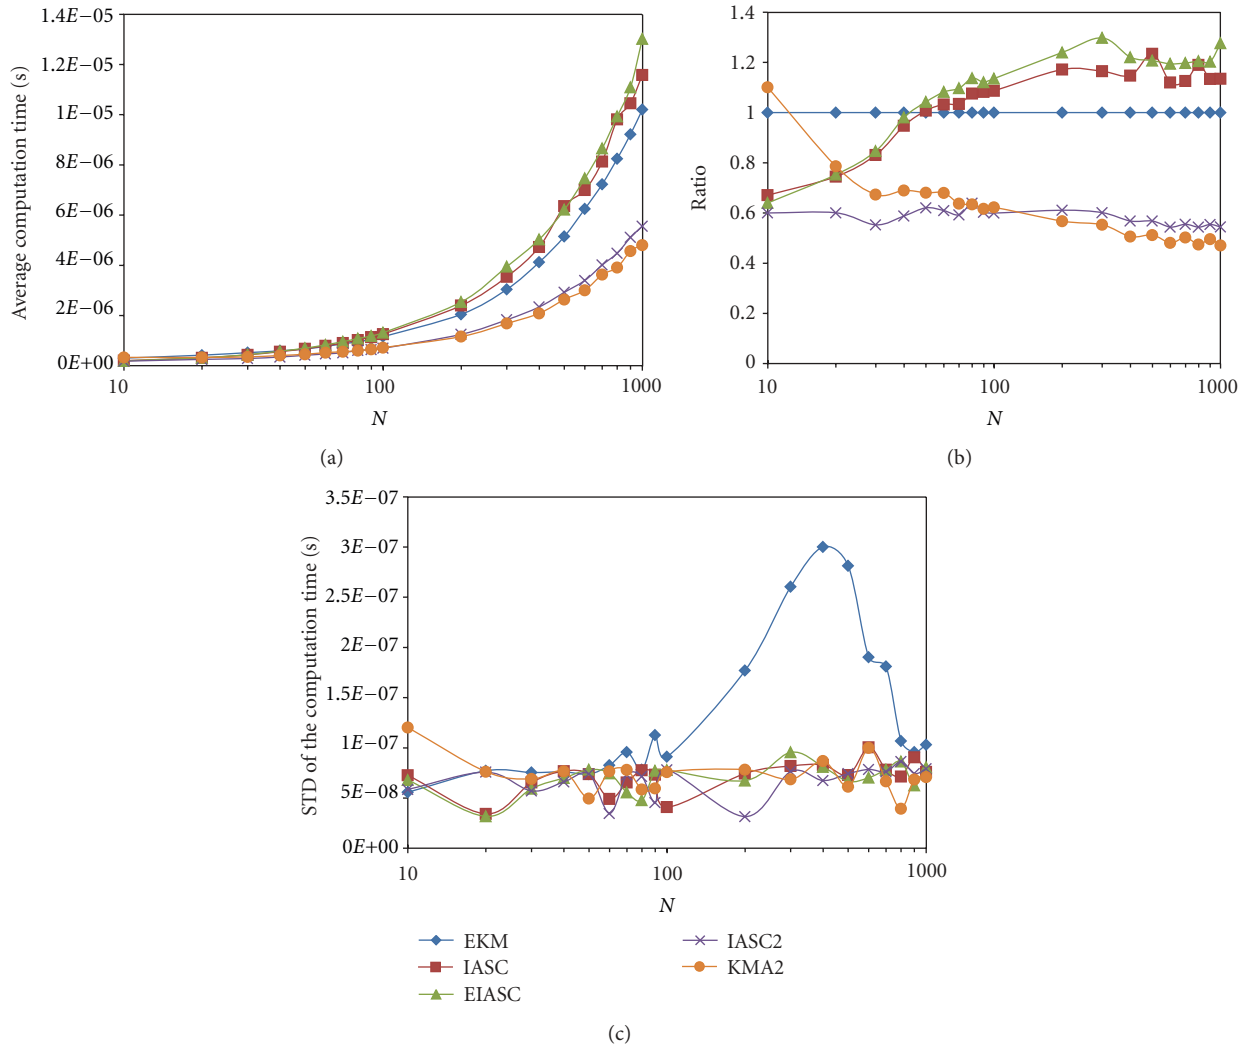 1.4E−05
1.2E−05
1E−05
8E−06
6E−06
4E−06
2E−06
0E+00
Average computation time (s)
10
100
1000
N
(a)
1.4
1.2
1
0.8
0.6
0.4
0.2
0
Ratio
10
100
1000
N
(b)
3.5E−07
3E−07
2.5E−07
2E−07
1.5E−07
1E−07
5E−08
0E+00
STD of the computation time (s)
10
100
1000
N
EKM
IASC
EIASC
IASC2
KMA2
(c)